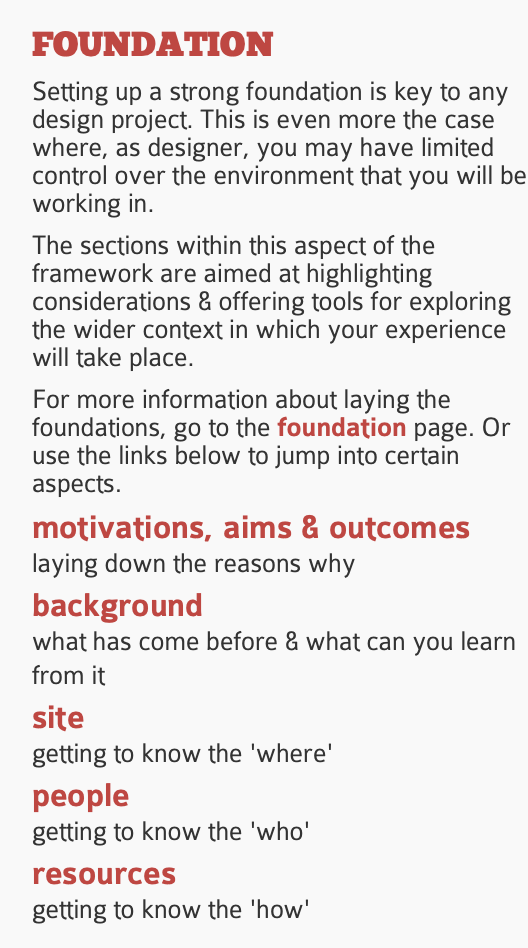 FOUNDATION
Setting up a strong foundation is key to any
design project. This is even more the case
where, as designer, you may have limited
control over the environment that you will be
working in.
The sections within this aspect of the
framework are aimed at highlighting
considerations & offering tools for exploring
the wider context in which your experience
will take place.
For more information about laying the
foundations, go to the foundation page. Or
use the links below to jump into certain
aspects.
motivations, aims & outcomes
laying down the reasons why
background
what has come before & what can you learn
from it
site
getting to know the 'where'
people
getting to know the 'who'
resources
getting to know the 'how'